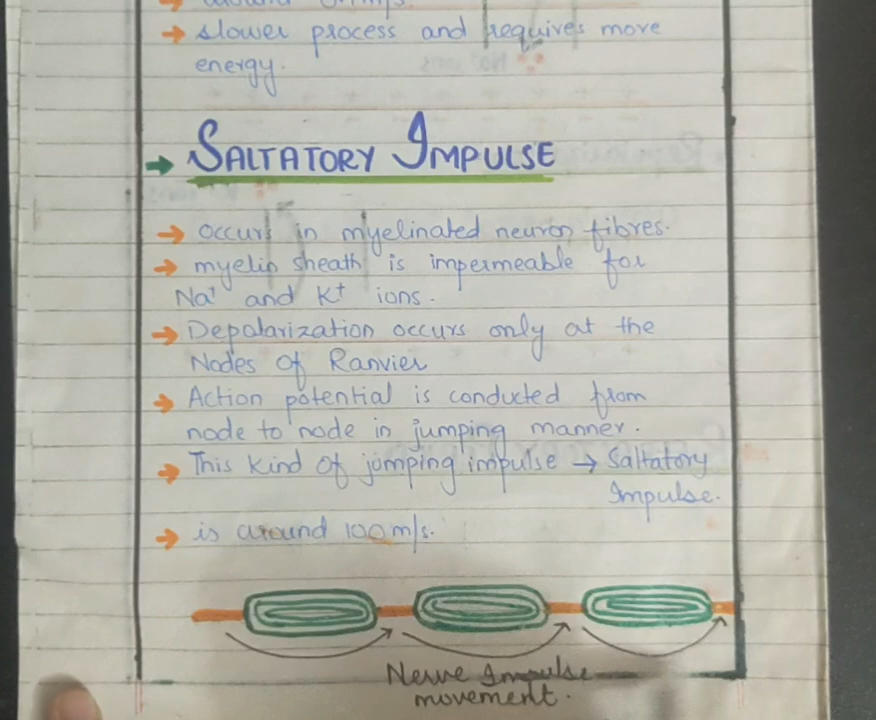 slower process and requires more
energy.
SALTATORY IMPULSE
occurs in myelinated neuron fibres.
myelin sheath is impermeable for
Na⁺ and K⁺ ions.
Depolarization occurs only at the
Nodes of Ranvier
Action potential is conducted from
node to node in jumping manner.
This kind of jumping impulse → Saltatory
Impulse.
is around 100m/s.
Nerve Impulse
movement.